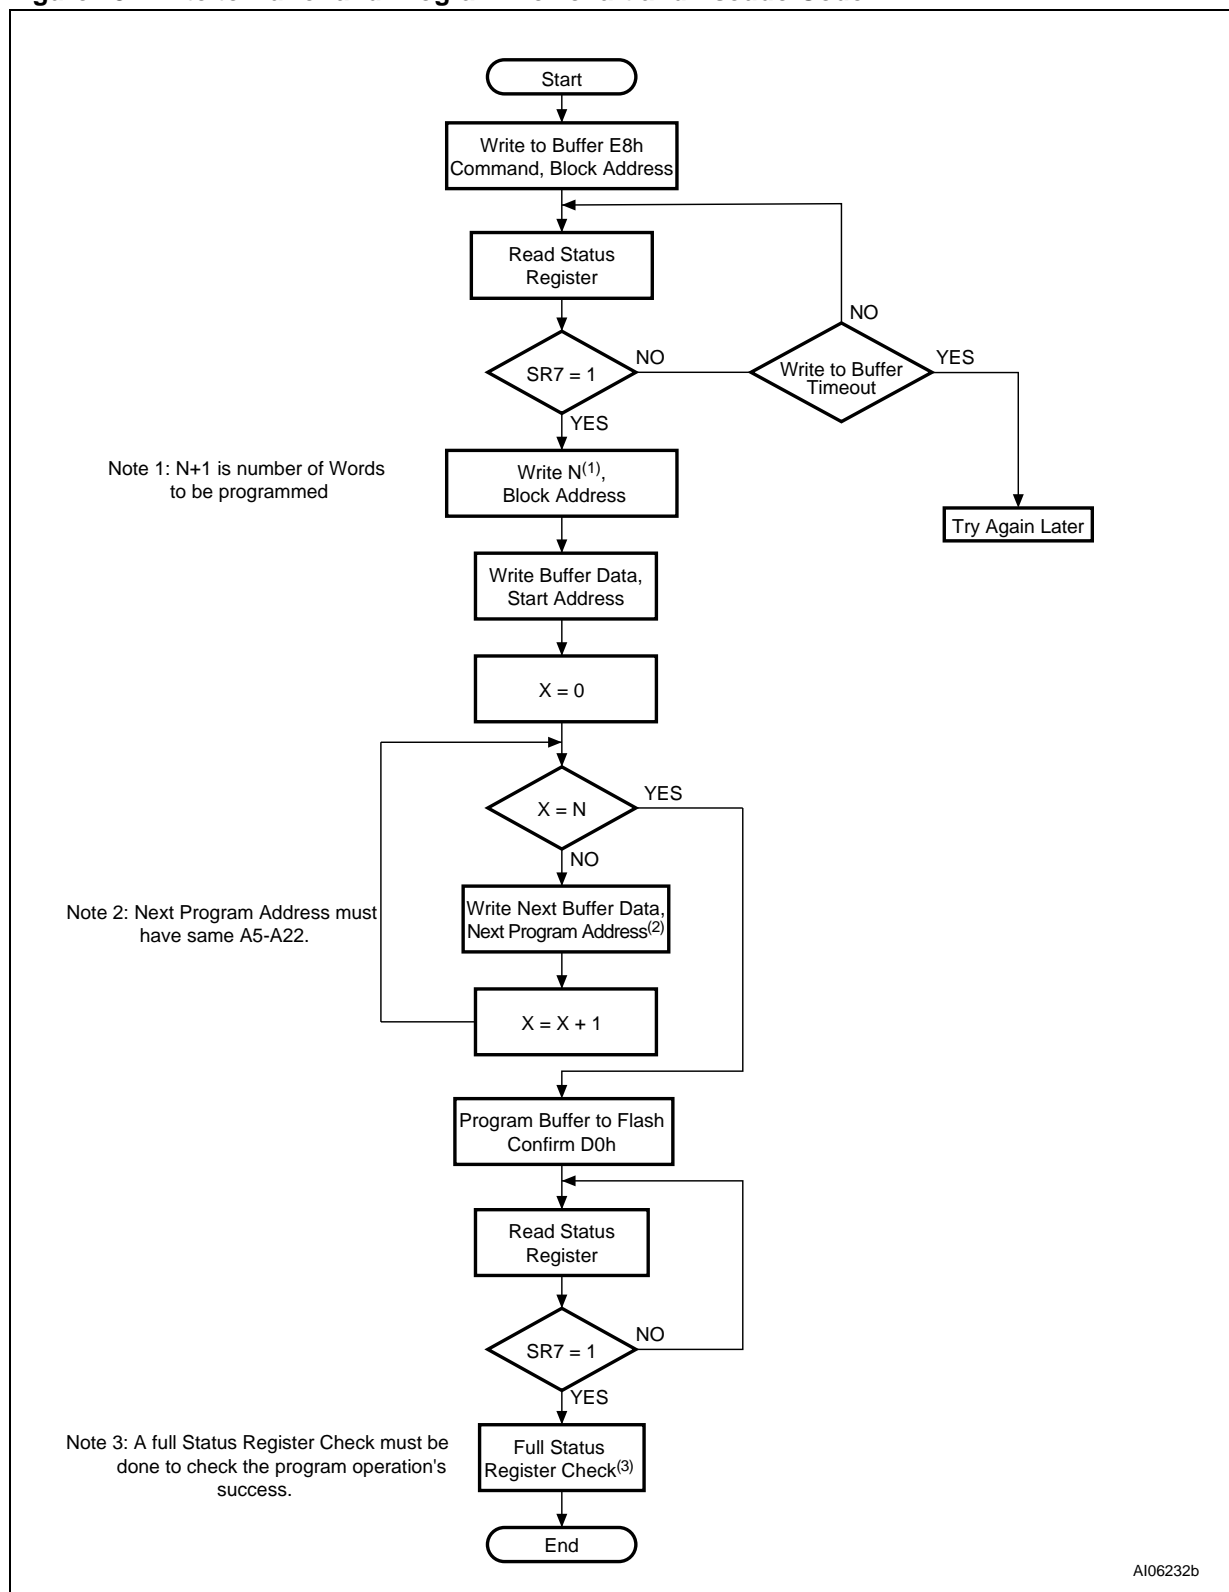 Start
Write to Buffer E8h
Command, Block Address
Read Status
Register
NO
SR7 = 1
NO
Write to Buffer
Timeout
YES
YES
Note 1: N+1 is number of Words
to be programmed
Write N(1),
Block Address
Try Again Later
Write Buffer Data,
Start Address
X = 0
X = N
YES
NO
Note 2: Next Program Address must
have same A5-A22.
Write Next Buffer Data,
Next Program Address(2)
X = X + 1
Program Buffer to Flash
Confirm D0h
Read Status
Register
SR7 = 1
NO
YES
Note 3: A full Status Register Check must be
done to check the program operation's
success.
Full Status
Register Check(3)
End
AI06232b